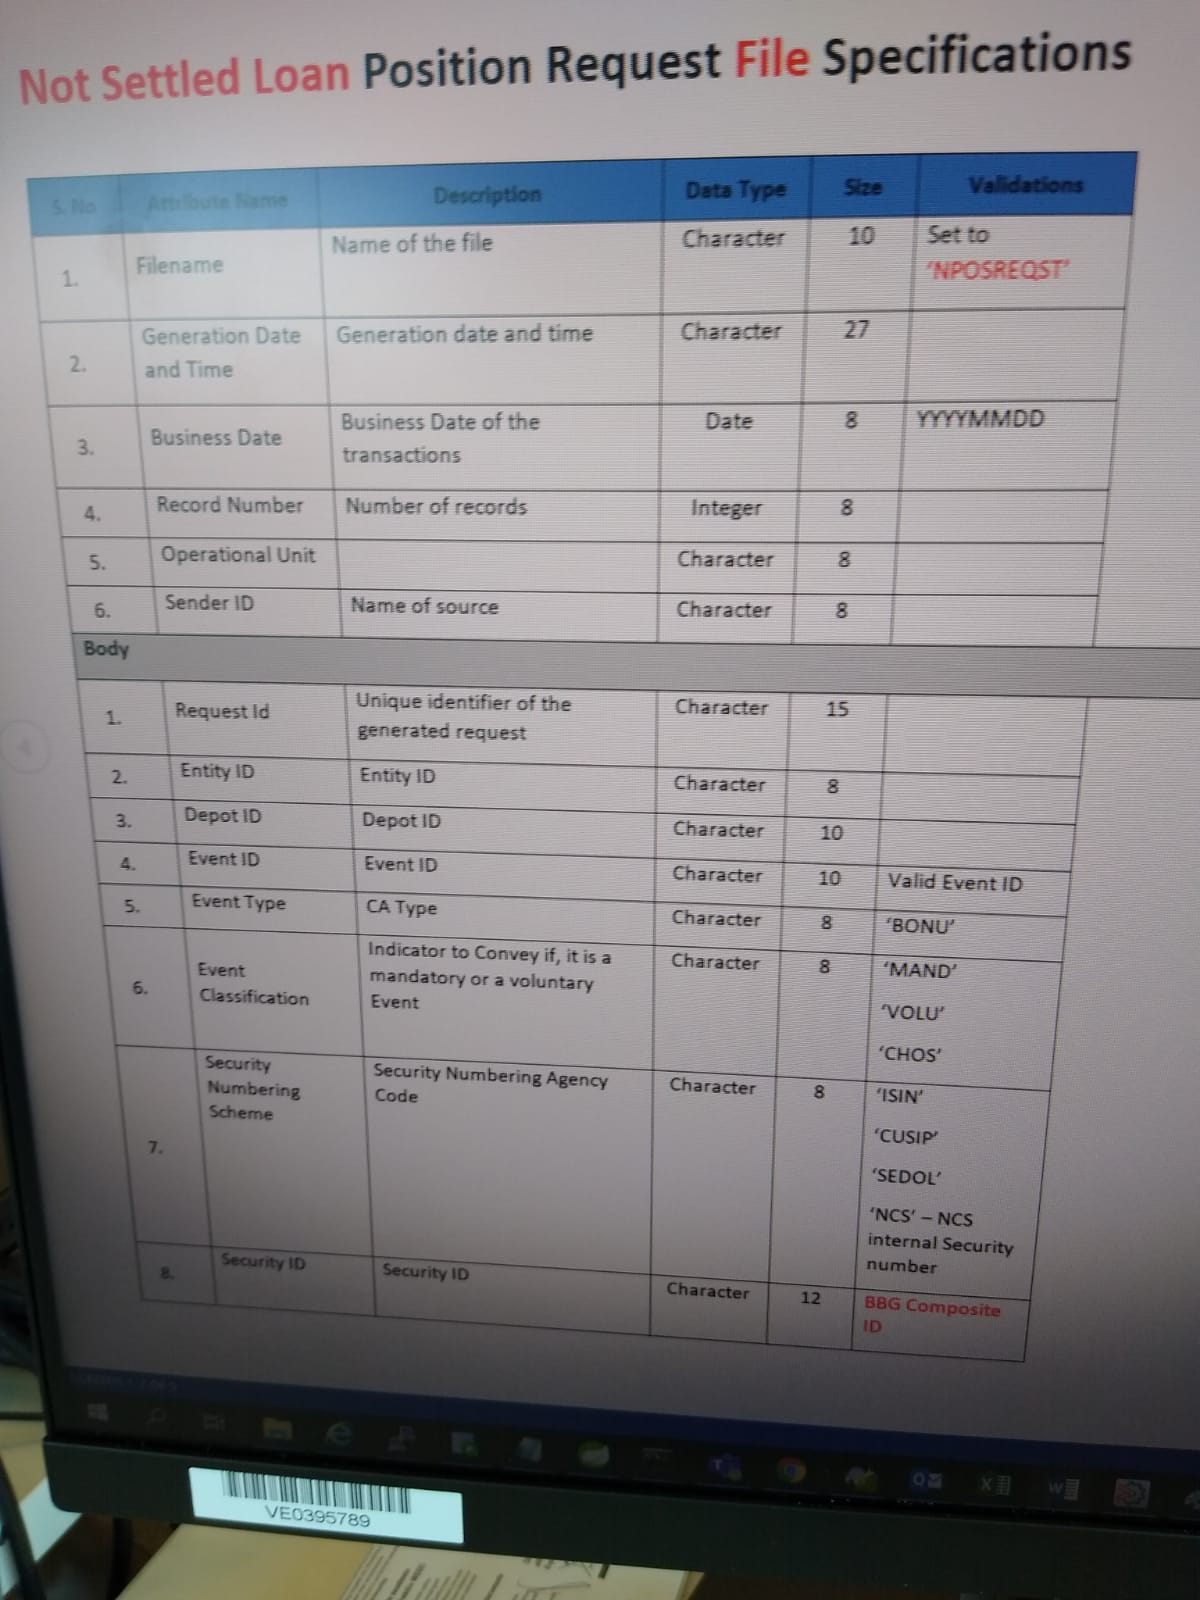 Not Settled Loan Position Request File Specifications
S. No Attribute Name Description Data Type Size Validations
1. Filename Name of the file Character 10 Set to
'NPOSREQST'
2. Generation Date Generation date and time Character 27
and Time
3. Business Date Business Date of the Date 8 YYYYMMDD
transactions
4. Record Number Number of records Integer 8
5. Operational Unit Character 8
6. Sender ID Name of source Character 8
Body
1. Request Id Unique identifier of the Character 15
generated request
2. Entity ID Entity ID Character 8
3. Depot ID Depot ID Character 10
4. Event ID Event ID Character 10 Valid Event ID
5. Event Type CA Type Character 8 'BONU'
6. Event Indicator to Convey if, it is a Character 8 'MAND'
Classification mandatory or a voluntary 'VOLU'
Event 'CHOS'
7. Security Security Numbering Agency Character 8 'ISIN'
Numbering Code 'CUSIP'
Scheme 'SEDOL'
'NCS' – NCS
internal Security
number
8. Security ID Security ID Character 12 BBG Composite
ID
VE0395789